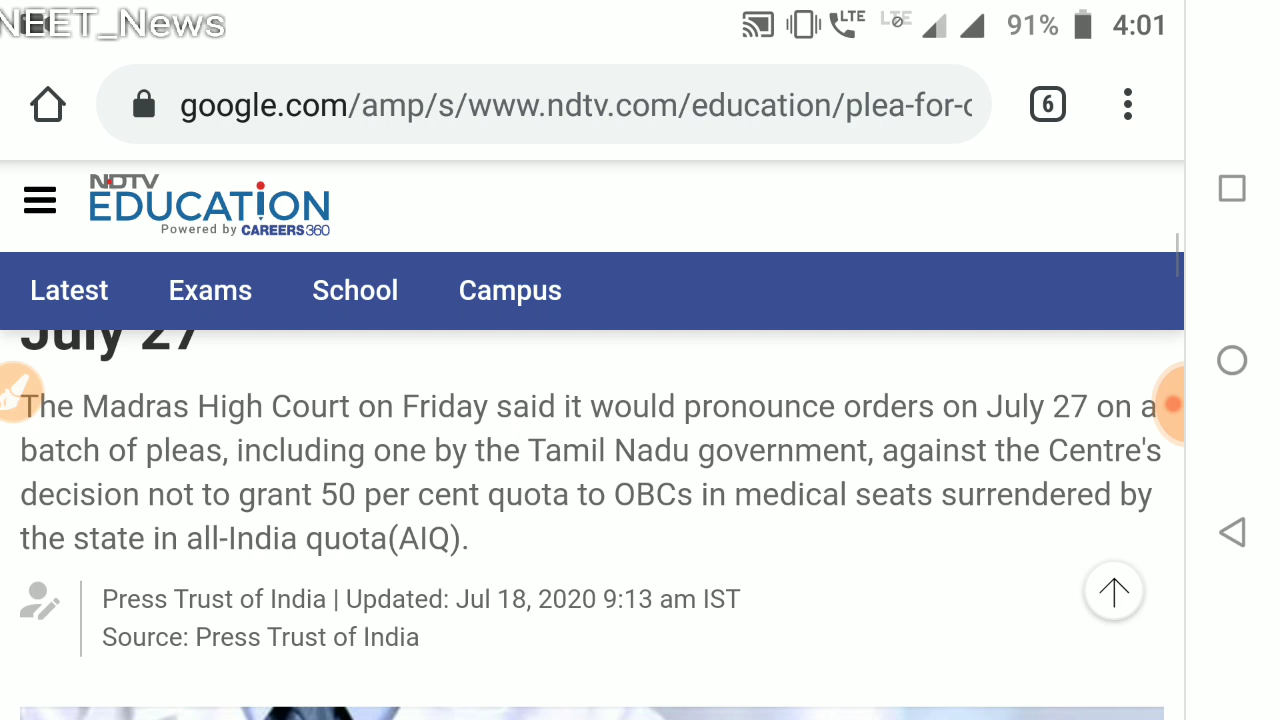 NEET_News
LTE LTE 91% 4:01
google.com/amp/s/www.ndtv.com/education/plea-for-c
6
NDTV
EDUCATION
Powered by CAREERS360
Latest Exams School Campus
July 27
The Madras High Court on Friday said it would pronounce orders on July 27 on a
batch of pleas, including one by the Tamil Nadu government, against the Centre's
decision not to grant 50 per cent quota to OBCs in medical seats surrendered by
the state in all-India quota(AIQ).
Press Trust of India | Updated: Jul 18, 2020 9:13 am IST
Source: Press Trust of India